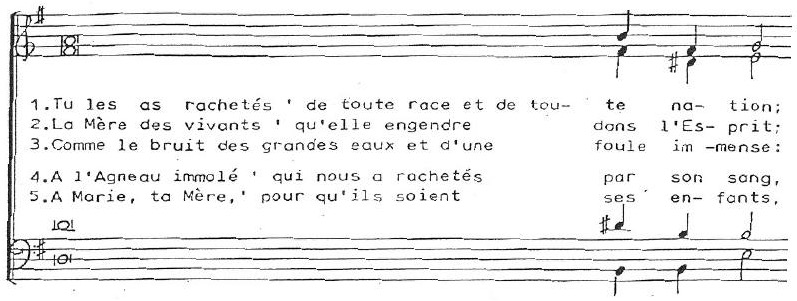 1.Tu les as rachetés ' de toute race et de tou- te na- tion;
2.La Mère des vivants ' qu'elle engendre dans l'Es- prit;
3.Comme le bruit des grandes eaux et d'une foule im -mense:
4.A l'Agneau immolé ' qui nous a rachetés par son sang,
5.A Marie, ta Mère,' pour qu'ils soient ses en- fants,